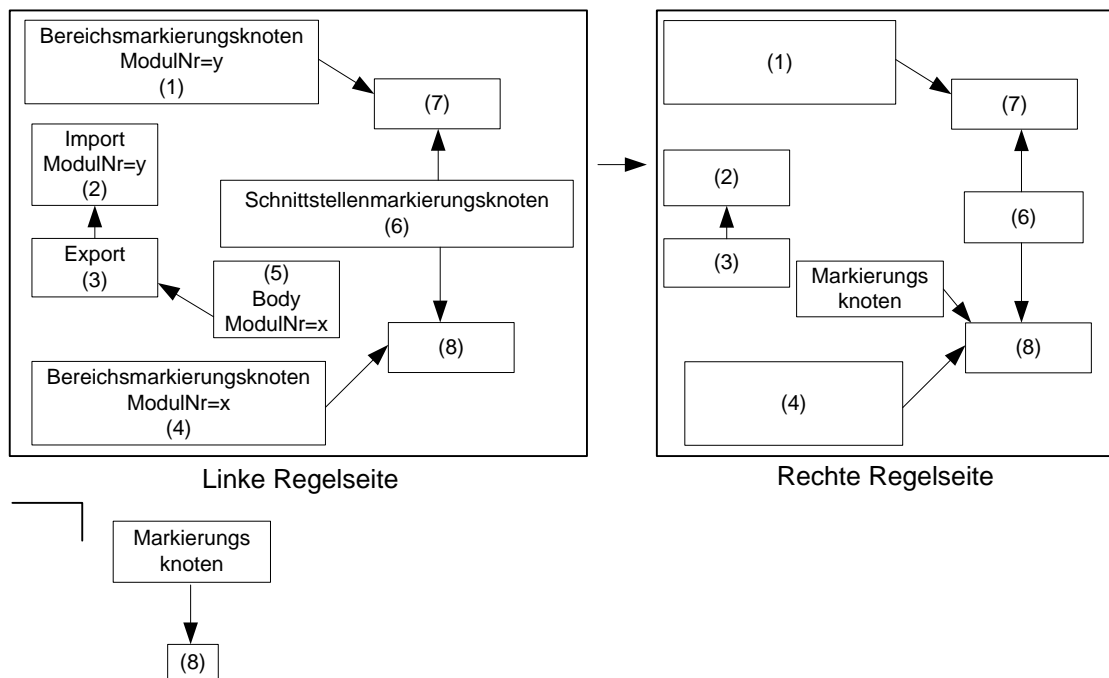 Bereichsmarkierungsknoten
ModulNr=y
(1)
(7)
Import
ModulNr=y
(2)
Schnittstellenmarkierungsknoten
(6)
Export
(3)
(5)
Body
ModulNr=x
(8)
Bereichsmarkierungsknoten
ModulNr=x
(4)
Linke Regelseite
(1)
(7)
(2)
(6)
(3)
Markierungs
knoten
(8)
(4)
Rechte Regelseite
Markierungs
knoten
(8)